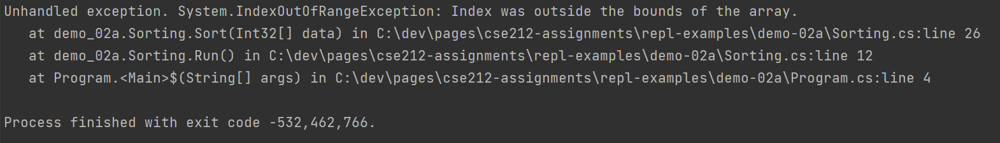 Unhandled exception. System.IndexOutOfRangeException: Index was outside the bounds of the array.
   at demo_02a.Sorting.Sort(Int32[] data) in C:\dev\pages\cse212-assignments\repl-examples\demo-02a\Sorting.cs:line 26
   at demo_02a.Sorting.Run() in C:\dev\pages\cse212-assignments\repl-examples\demo-02a\Sorting.cs:line 12
   at Program.<Main>$(String[] args) in C:\dev\pages\cse212-assignments\repl-examples\demo-02a\Program.cs:line 4
Process finished with exit code -532,462,766.